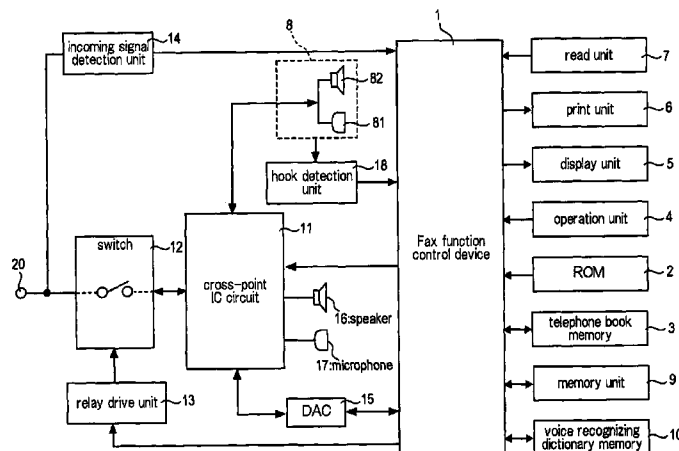 incoming signal
detection unit
14
8
1
82
81
read unit
7
print unit
6
18
hook detection
unit
display unit
5
switch
12
11
Fax function
control device
operation unit
4
20
cross-point
IC circuit
ROM
2
16:speaker
telephone book
memory
3
17:microphone
relay drive unit
13
DAC
15
memory unit
9
voice recognizing
dictionary memory
10